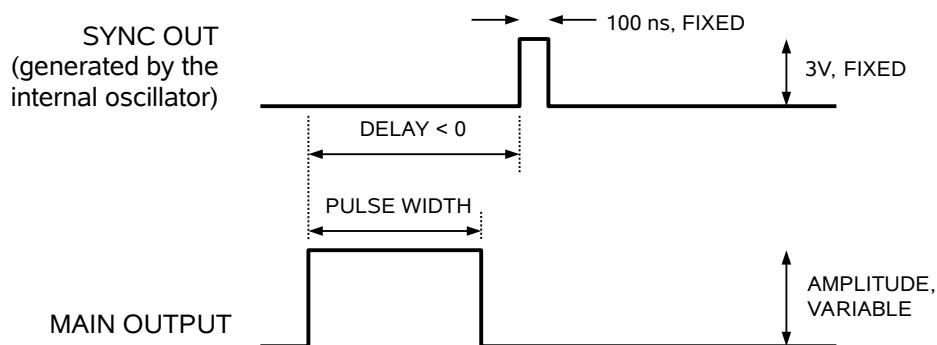 SYNC OUT
(generated by the
internal oscillator)
100 ns, FIXED
3V, FIXED
DELAY < 0
PULSE WIDTH
MAIN OUTPUT
AMPLITUDE,
VARIABLE